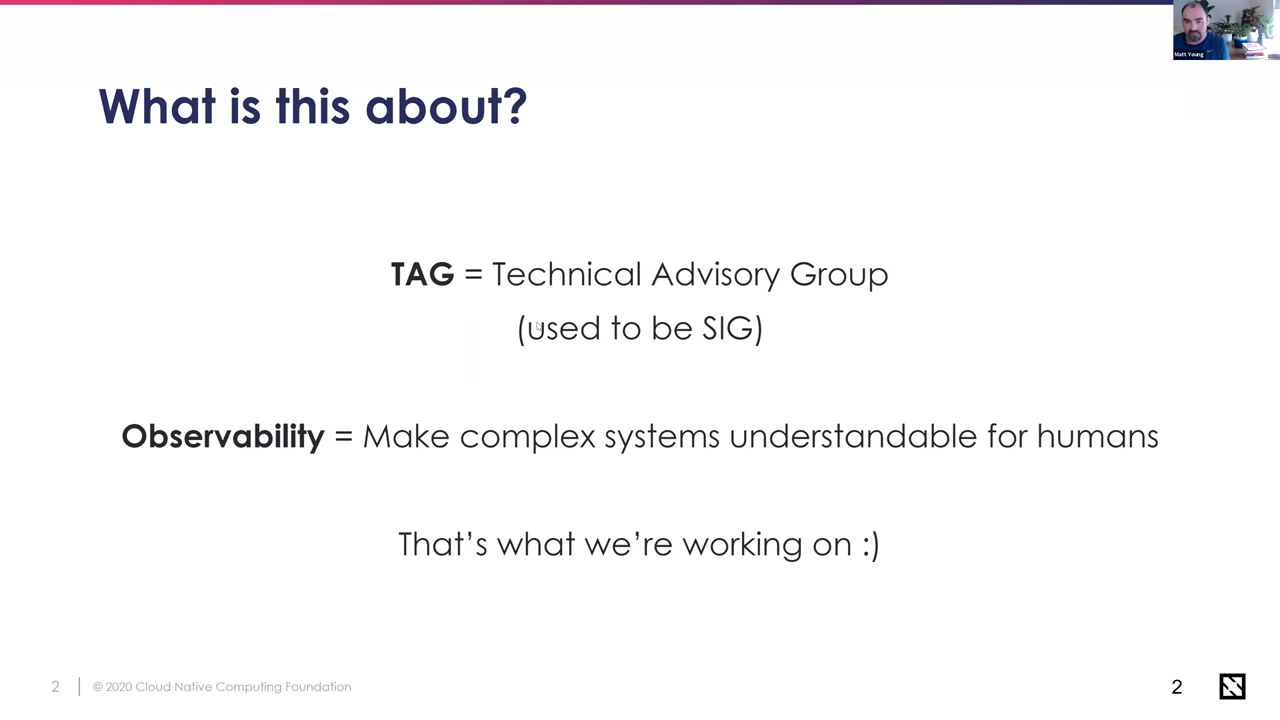 Matt Young
What is this about?
TAG = Technical Advisory Group
(used to be SIG)
Observability = Make complex systems understandable for humans
That’s what we’re working on :)
2 | © 2020 Cloud Native Computing Foundation
2